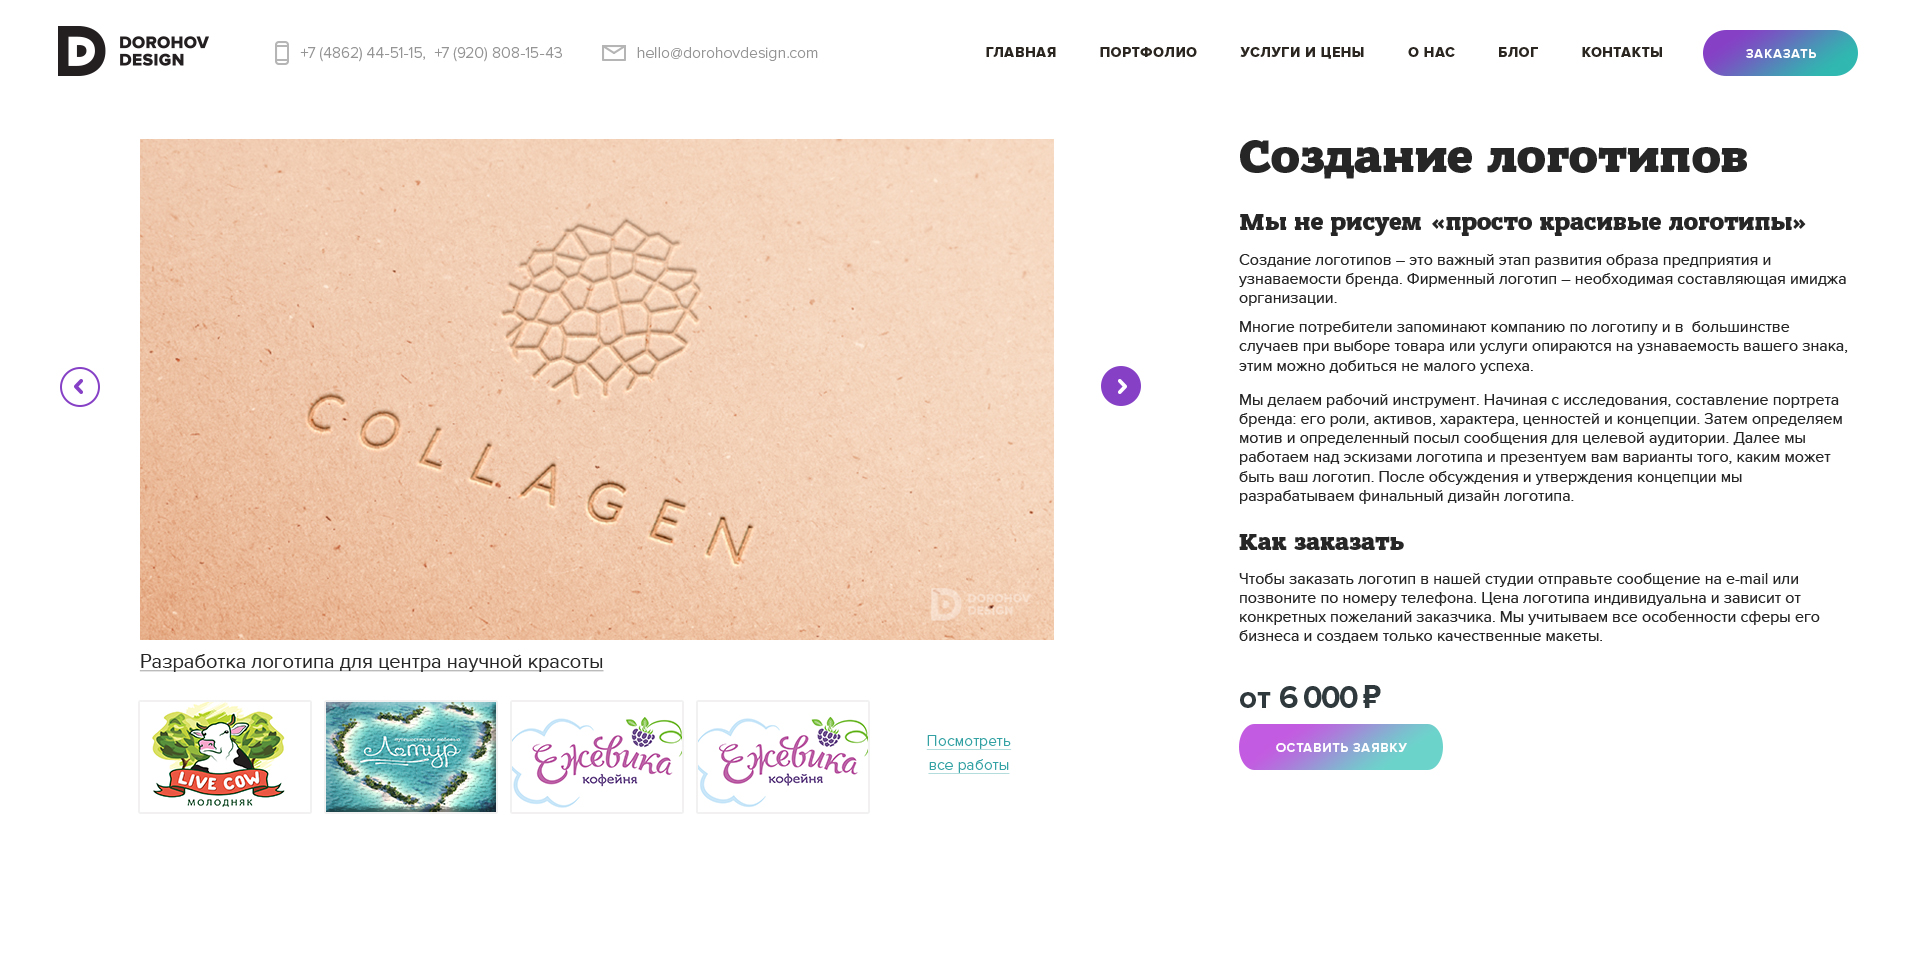 DOROHOV
DESIGN
+7 (4862) 44-51-15,  +7 (920) 808-15-43
hello@dorohovdesign.com
ГЛАВНАЯ
ПОРТФОЛИО
УСЛУГИ И ЦЕНЫ
О НАС
БЛОГ
КОНТАКТЫ
ЗАКАЗАТЬ
COLLAGEN
DOROHOV
DESIGN
Разработка логотипа для центра научной красоты
LIVE COW
МОЛОДНЯК
Лотур
Ежевика
кофейня
Ежевика
кофейня
Посмотреть
все работы
Создание логотипов
Мы не рисуем «просто красивые логотипы»
Создание логотипов – это важный этап развития образа предприятия и
узнаваемости бренда. Фирменный логотип – необходимая составляющая имиджа
организации.
Многие потребители запоминают компанию по логотипу и в  большинстве
случаев при выборе товара или услуги опираются на узнаваемость вашего знака,
этим можно добиться не малого успеха.
Мы делаем рабочий инструмент. Начиная с исследования, составление портрета
бренда: его роли, активов, характера, ценностей и концепции. Затем определяем
мотив и определенный посыл сообщения для целевой аудитории. Далее мы
работаем над эскизами логотипа и презентуем вам варианты того, каким может
быть ваш логотип. После обсуждения и утверждения концепции мы
разрабатываем финальный дизайн логотипа.
Как заказать
Чтобы заказать логотип в нашей студии отправьте сообщение на e-mail или
позвоните по номеру телефона. Цена логотипа индивидуальна и зависит от
конкретных пожеланий заказчика. Мы учитываем все особенности сферы его
бизнеса и создаем только качественные макеты.
от 6 000 ₽
ОСТАВИТЬ ЗАЯВКУ